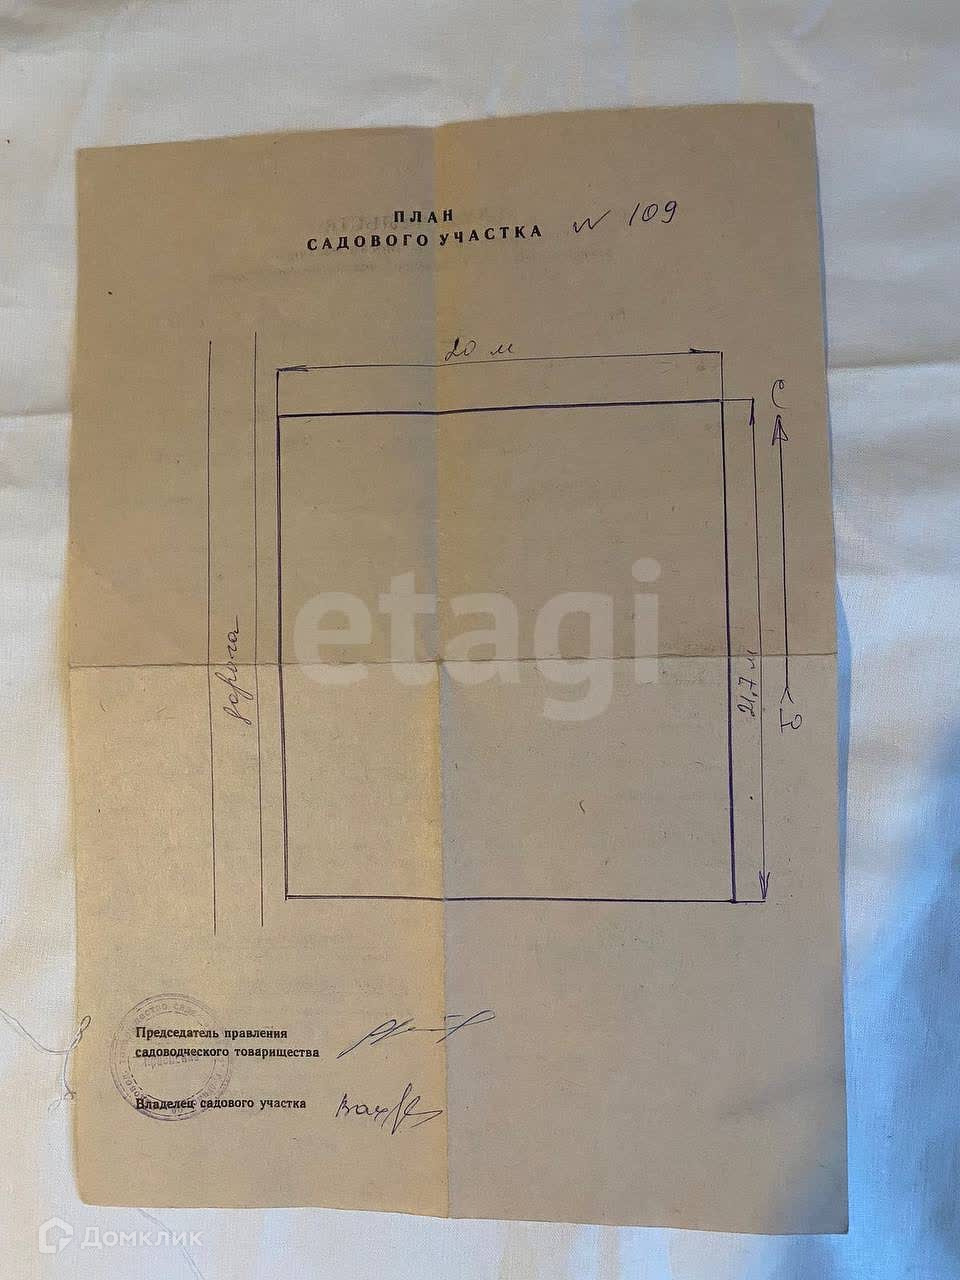 ПЛАН
САДОВОГО УЧАСТКА № 109
20 м
С
дорога
21,7 м
Ю
etagi
Председатель правления
садоводческого товарищества
Владелец садового участка
Домклик